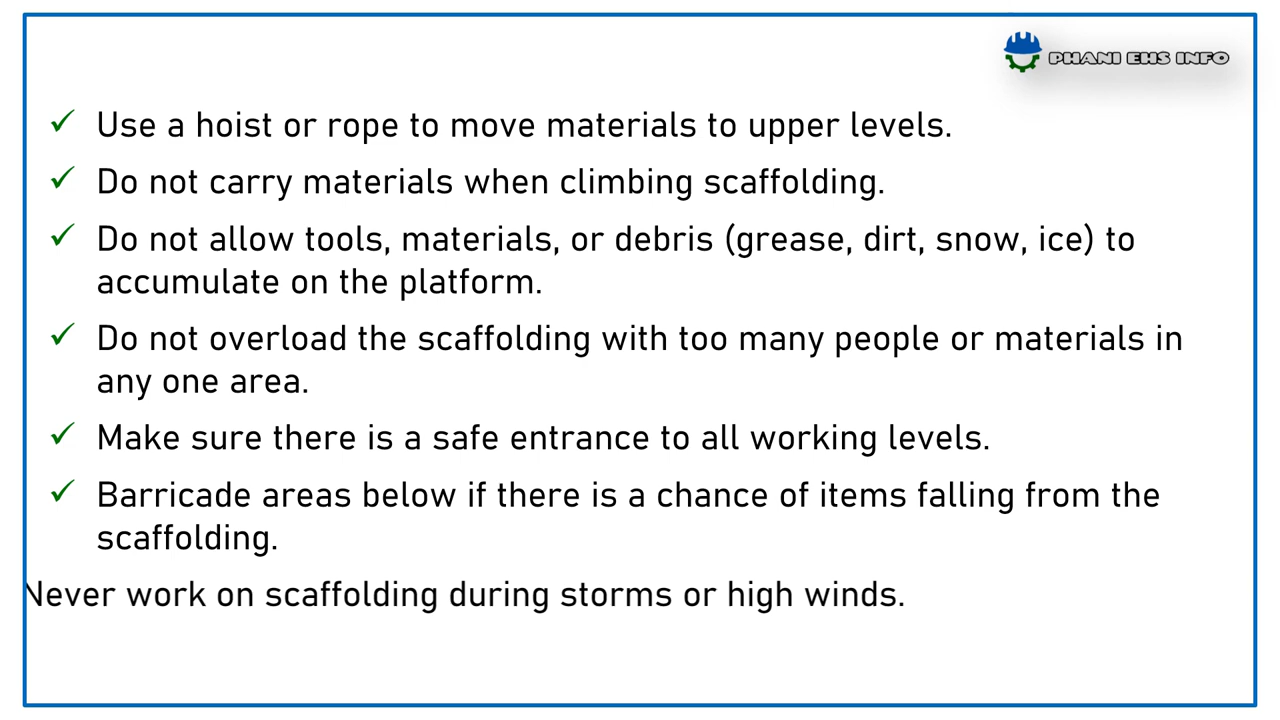 PHANI EHS INFO
Use a hoist or rope to move materials to upper levels.
Do not carry materials when climbing scaffolding.
Do not allow tools, materials, or debris (grease, dirt, snow, ice) to
accumulate on the platform.
Do not overload the scaffolding with too many people or materials in
any one area.
Make sure there is a safe entrance to all working levels.
Barricade areas below if there is a chance of items falling from the
scaffolding.
Never work on scaffolding during storms or high winds.